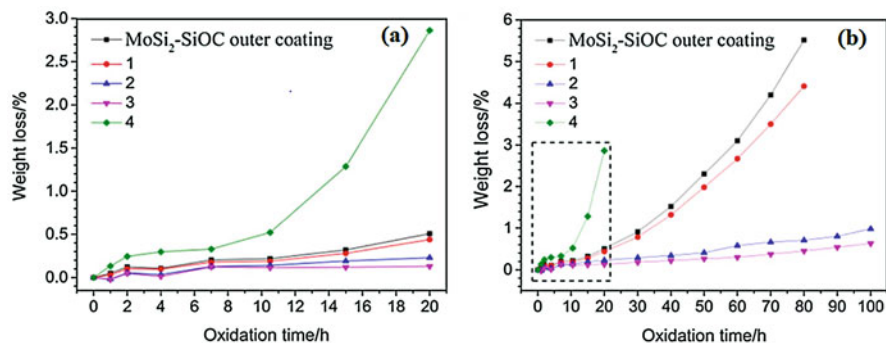 (a)
MoSi₂-SiOC outer coating
1
2
3
4
Weight loss/%
3.0
2.5
2.0
1.5
1.0
0.5
0.0
0 2 4 6 8 10 12 14 16 18 20
Oxidation time/h
(b)
MoSi₂-SiOC outer coating
1
2
3
4
Weight loss/%
6
5
4
3
2
1
0
0 10 20 30 40 50 60 70 80 90 100
Oxidation time/h